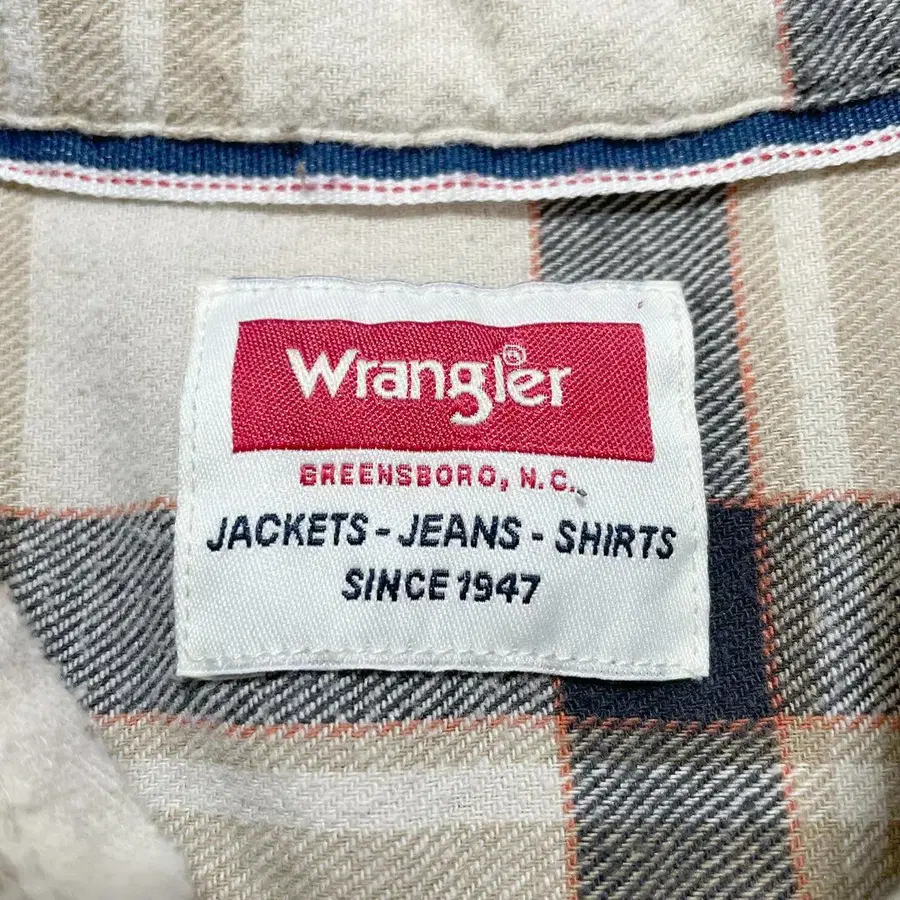 Wrangler®
GREENSBORO, N.C.
JACKETS - JEANS - SHIRTS
SINCE 1947